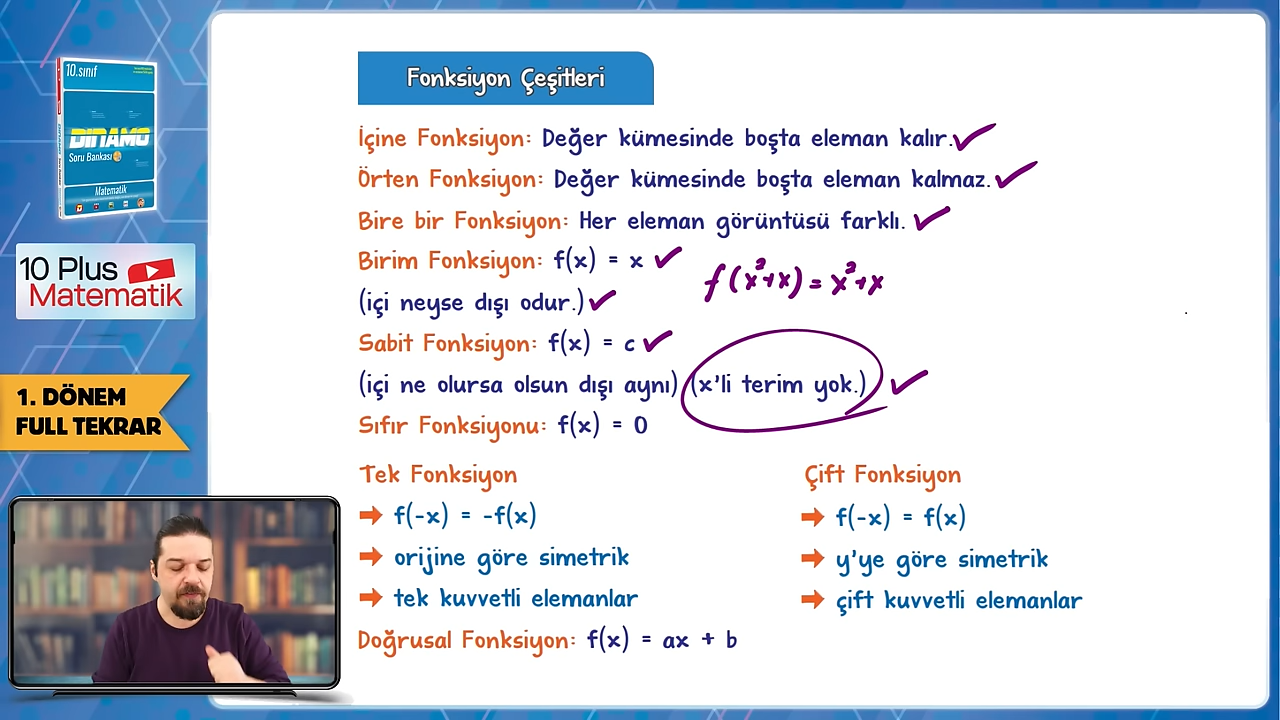 10.sınıf
DİNAMO
Soru Bankası
Matematik
10 Plus
Matematik
1. DÖNEM
FULL TEKRAR
Fonksiyon Çeşitleri
İçine Fonksiyon: Değer kümesinde boşta eleman kalır.
Örten Fonksiyon: Değer kümesinde boşta eleman kalmaz.
Bire bir Fonksiyon: Her eleman görüntüsü farklı.
Birim Fonksiyon: f(x) = x
f(x²+x) = x²+x
(içi neyse dışı odur.)
Sabit Fonksiyon: f(x) = c
(içi ne olursa olsun dışı aynı) (x'li terim yok.)
Sıfır Fonksiyonu: f(x) = 0
Tek Fonksiyon
f(-x) = -f(x)
orijine göre simetrik
tek kuvvetli elemanlar
Çift Fonksiyon
f(-x) = f(x)
y'ye göre simetrik
çift kuvvetli elemanlar
Doğrusal Fonksiyon: f(x) = ax + b